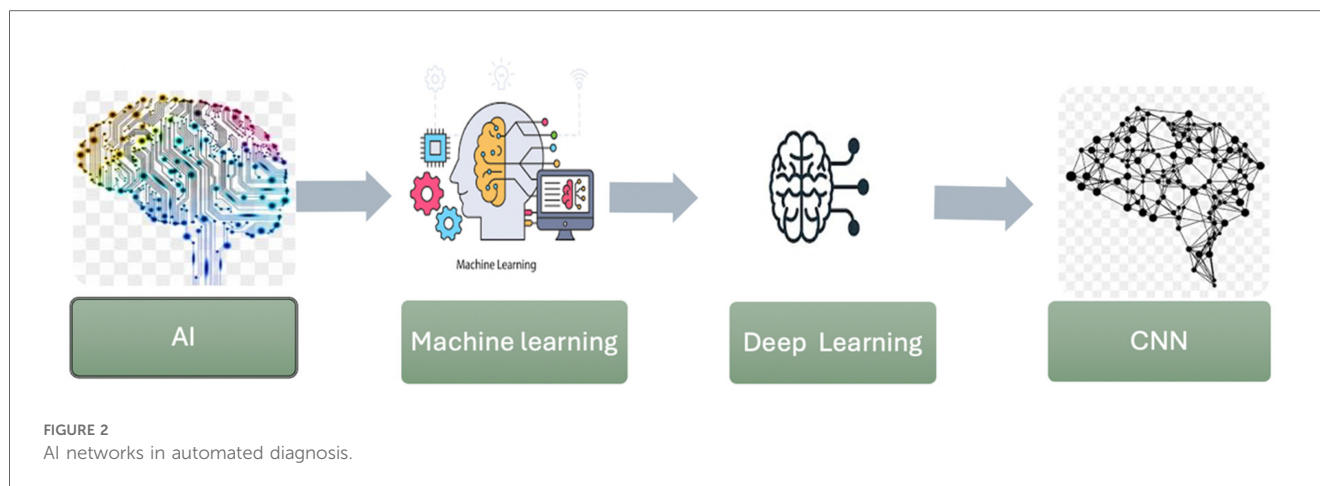 Machine Learning
AI
Machine learning
Deep Learning
CNN
FIGURE 2
AI networks in automated diagnosis.